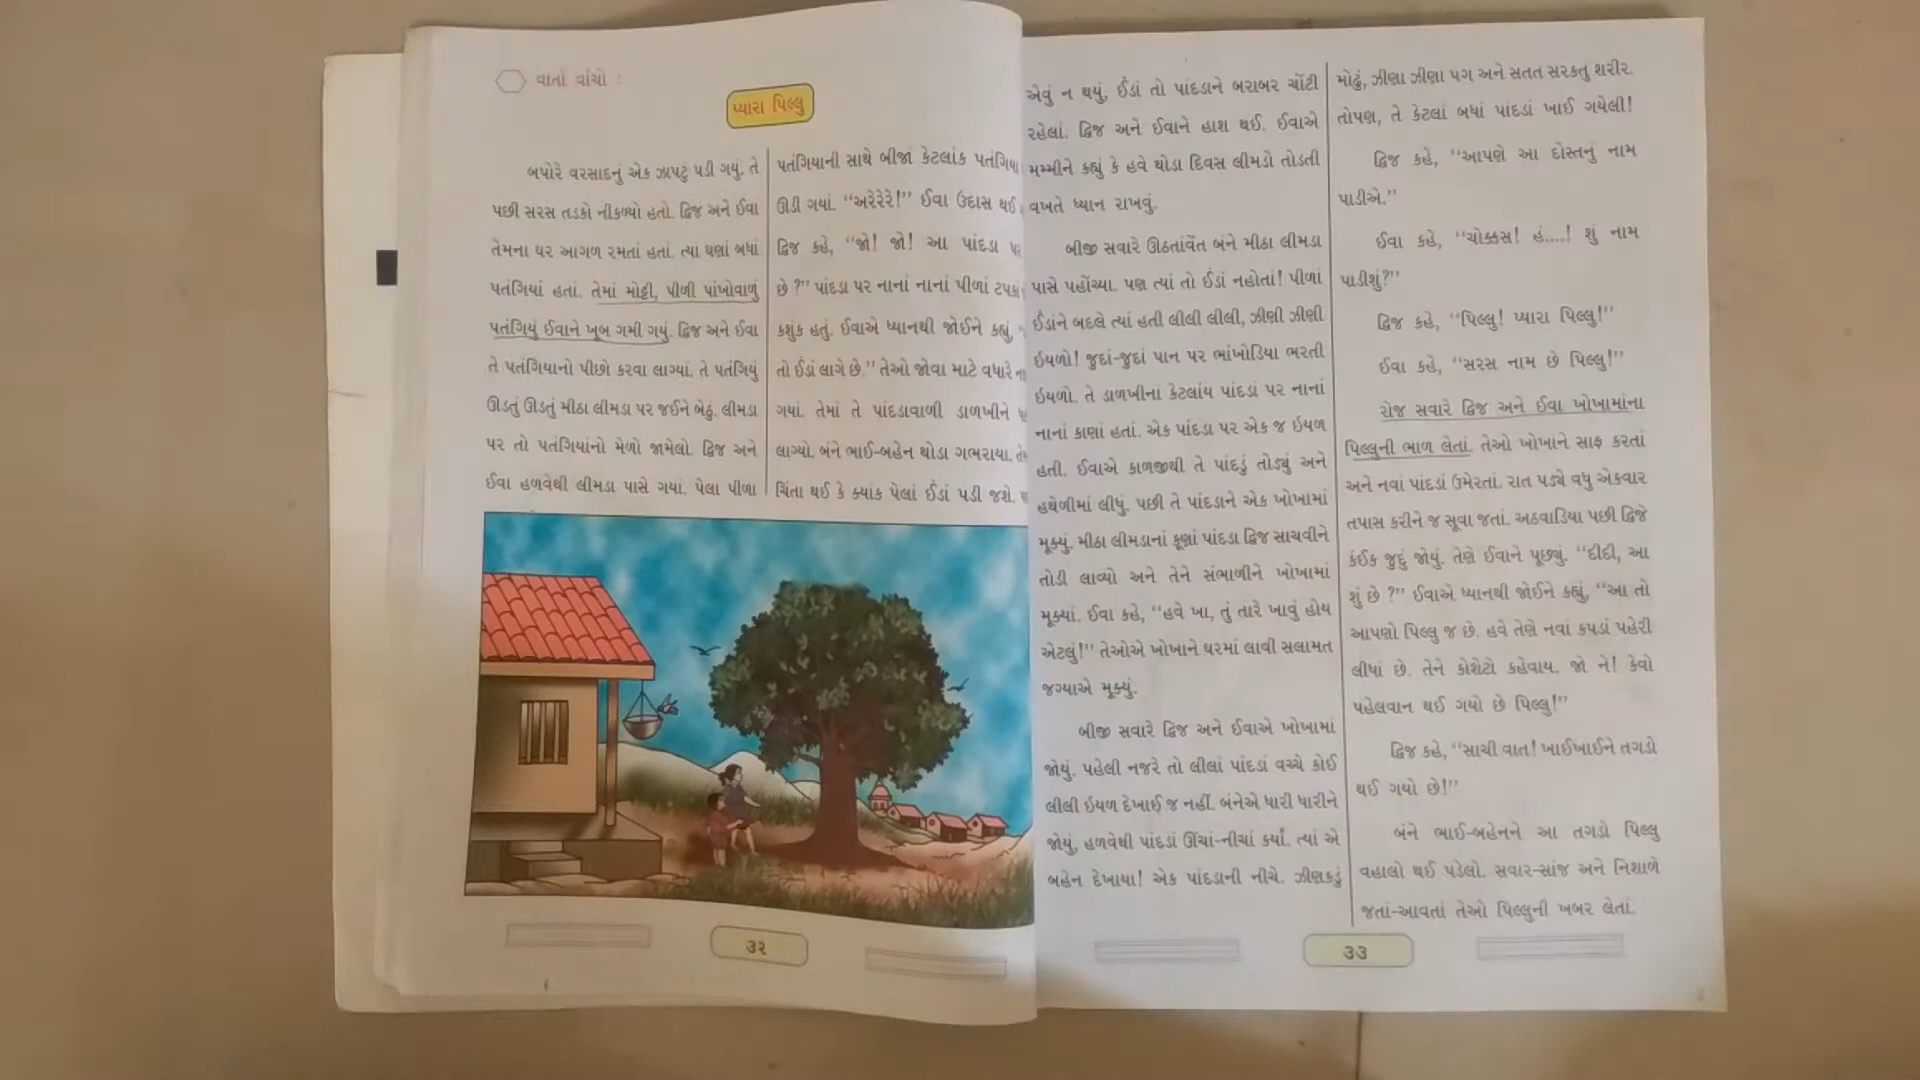 વાર્તા વાંચો :
પ્યારા પિલ્લુ
બપોરે વરસાદનું એક ઝાપટું પડી ગયું. તે
પછી સરસ તડકો નીકળ્યો હતો. દ્વિજ અને ઈવા
તેમના ઘર આગળ રમતાં હતાં. ત્યા ઘણાં બધાં
પતંગિયાં હતાં. તેમાં મોટ્ટી, પીળી પાંખોવાળું
પતંગિયું ઈવાને ખૂબ ગમી ગયું. દ્વિજ અને ઈવા
તે પતંગિયાનો પીછો કરવા લાગ્યાં. તે પતંગિયું
ઊડતું ઊડતું મીઠા લીમડા પર જઈને બેઠું. લીમડા
પર તો પતંગિયાંનો મેળો જામેલો. દ્વિજ અને
ઈવા હળવેથી લીમડા પાસે ગયાં. પેલા પીળા
પતંગિયાની સાથે બીજાં કેટલાંક
ઊડી ગયાં. “અરેરેરે!” ઈવા ઉદાસ થઈ
દ્વિજ કહે, “જો! જો! આ પાંદડા પર
છે ?” પાંદડા પર નાનાં નાનાં પીળાં ટપકાં
કશુંક હતું. ઈવાએ ધ્યાનથી જોઈને કહ્યું,
તો ઈંડાં લાગે છે.” તેઓ જોવા માટે વધારે
ગયાં. તેમાં તે પાંદડાવાળી ડાળખીને
લાગ્યો. બંને ભાઈ-બહેન થોડા ગભરાયા.
ચિંતા થઈ કે ક્યાંક પેલાં ઈંડાં પડી જશે.
૩૨
એવું ન થયું, ઈંડાં તો પાંદડાને બરાબર ચોંટી
રહેલાં. દ્વિજ અને ઈવાને હાશ થઈ. ઈવાએ
મમ્મીને કહ્યું કે હવે થોડા દિવસ લીમડો તોડતી
વખતે ધ્યાન રાખવું.
બીજી સવારે ઊઠતાંવેંત બંને મીઠા લીમડા
પાસે પહોંચ્યા. પણ ત્યાં તો ઈંડાં નહોતાં! પીળાં
ઈંડાંને બદલે ત્યાં હતી લીલી લીલી, ઝીણી ઝીણી
ઇયળો! જુદાં-જુદાં પાન પર ભાંખોડિયા ભરતી
ઇયળો. તે ડાળખીનાં કેટલાંય પાંદડાં પર નાનાં
નાનાં કાણાં હતાં. એક પાંદડા પર એક જ ઇયળ
હતી. ઈવાએ કાળજીથી તે પાંદડું તોડ્યું અને
હથેળીમાં લીધું. પછી તે પાંદડાને એક ખોખામાં
મૂક્યું. મીઠા લીમડાનાં કૂણાં પાંદડા દ્વિજ સાચવીને
તોડી લાવ્યો અને તેને સંભાળીને ખોખામાં
મૂક્યાં. ઈવા કહે, “હવે ખા, તું તારે ખાવું હોય
એટલું!” તેઓએ ખોખાને ઘરમાં લાવી સલામત
જગ્યાએ મૂક્યું.
બીજી સવારે દ્વિજ અને ઈવાએ ખોખામાં
જોયું. પહેલી નજરે તો લીલાં પાંદડાં વચ્ચે કોઈ
લીલી ઇયળ દેખાઈ જ નહીં. બંનેએ ધારી ધારીને
જોયું, હળવેથી પાંદડાં ઊંચાં-નીચાં કર્યાં. ત્યાં એ
બહેન દેખાયા! એક પાંદડાની નીચે. ઝીણકડું
મોઢું, ઝીણા ઝીણા પગ અને સતત સરકતુ શરીર.
તોપણ, તે કેટલાં બધાં પાંદડાં ખાઈ ગયેલી!
દ્વિજ કહે, “આપણે આ દોસ્તનું નામ
પાડીએ.”
ઈવા કહે, “ચોક્કસ! હં....! શું નામ
પાડીશું?”
દ્વિજ કહે, “પિલ્લુ! પ્યારા પિલ્લુ!”
ઈવા કહે, “સરસ નામ છે પિલ્લુ!”
રોજ સવારે દ્વિજ અને ઈવા ખોખામાંના
પિલ્લુની ભાળ લેતાં. તેઓ ખોખાને સાફ કરતાં
અને નવાં પાંદડાં ઉમેરતાં. રાત પડ્યે વધુ એકવાર
તપાસ કરીને જ સૂવા જતાં. અઠવાડિયા પછી દ્વિજે
કંઈક જુદું જોયું. તેણે ઈવાને પૂછ્યું. “દીદી, આ
શું છે ?” ઈવાએ ધ્યાનથી જોઈને કહ્યું, “આ તો
આપણો પિલ્લુ જ છે. હવે તેણે નવાં કપડાં પહેરી
લીધાં છે. તેને કોશેટો કહેવાય. જો ને! કેવો
પહેલવાન થઈ ગયો છે પિલ્લુ!”
દ્વિજ કહે, “સાચી વાત! ખાઈખાઈને તગડો
થઈ ગયો છે!”
બંને ભાઈ-બહેનને આ તગડો પિલ્લુ
વહાલો થઈ પડેલો. સવાર-સાંજ અને નિશાળે
જતાં-આવતાં તેઓ પિલ્લુની ખબર લેતાં.
૩૩